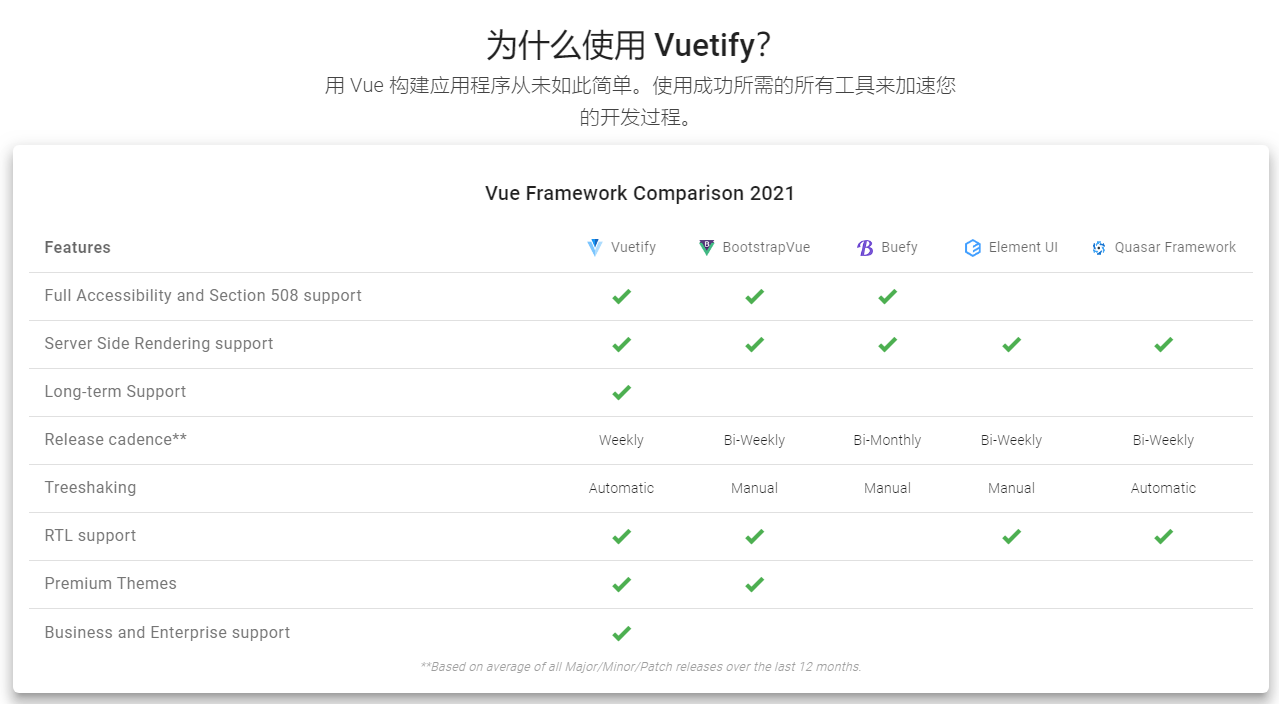 为什么使用 Vuetify？
用 Vue 构建应用程序从未如此简单。使用成功所需的所有工具来加速您
的开发过程。
Vue Framework Comparison 2021
Features Vuetify BootstrapVue Buefy Element UI Quasar Framework
Full Accessibility and Section 508 support
Server Side Rendering support
Long-term Support
Release cadence** Weekly Bi-Weekly Bi-Monthly Bi-Weekly Bi-Weekly
Treeshaking Automatic Manual Manual Manual Automatic
RTL support
Premium Themes
Business and Enterprise support
**Based on average of all Major/Minor/Patch releases over the last 12 months.